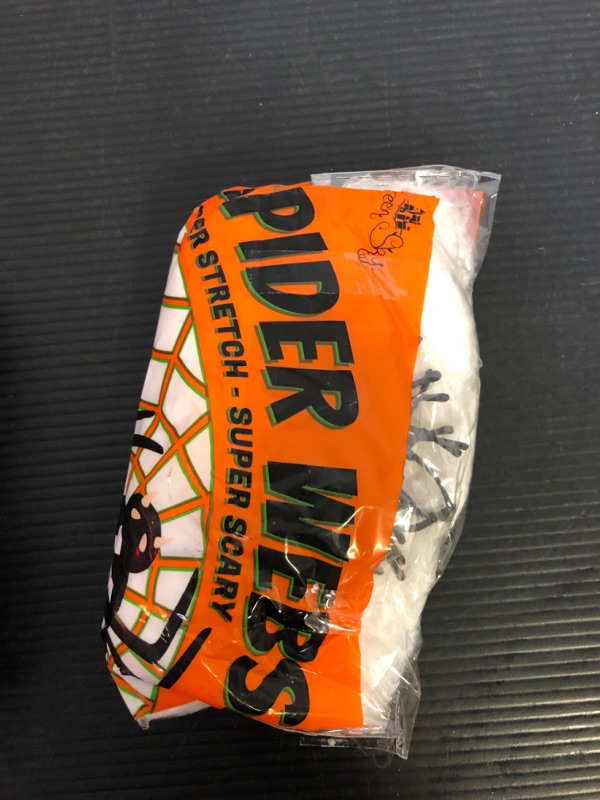 PIDER WEBS
ER STRETCH - SUPER SCARY